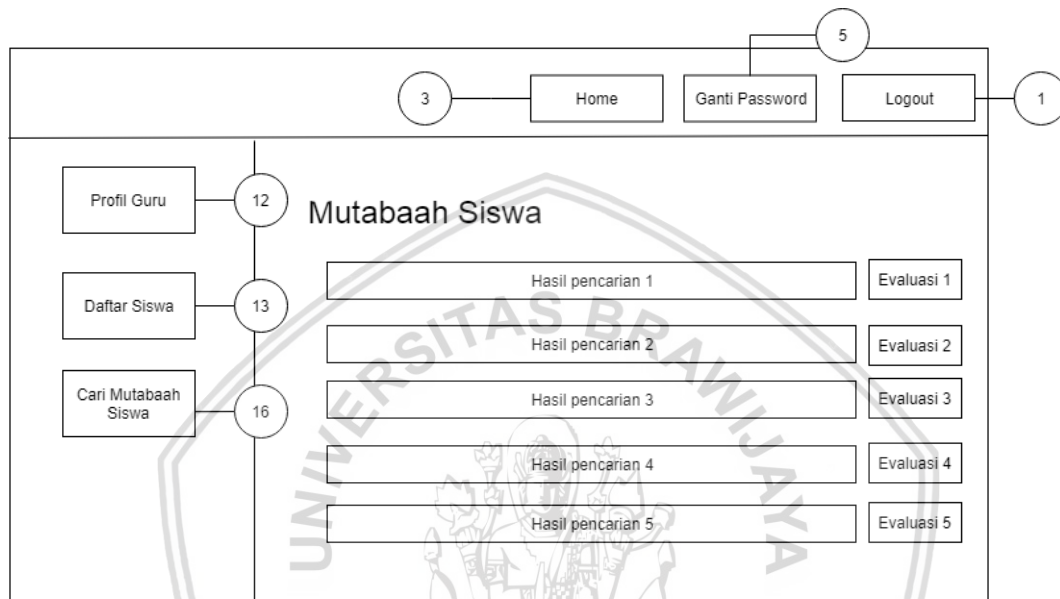 5
3
Home
Ganti Password
Logout
1
Profil Guru
12
Mutabaah Siswa
Hasil pencarian 1
Evaluasi 1
Daftar Siswa
13
Hasil pencarian 2
Evaluasi 2
Cari Mutabaah
Siswa
16
Hasil pencarian 3
Evaluasi 3
Hasil pencarian 4
Evaluasi 4
Hasil pencarian 5
Evaluasi 5
UNIVERSITAS BRAWIJAYA